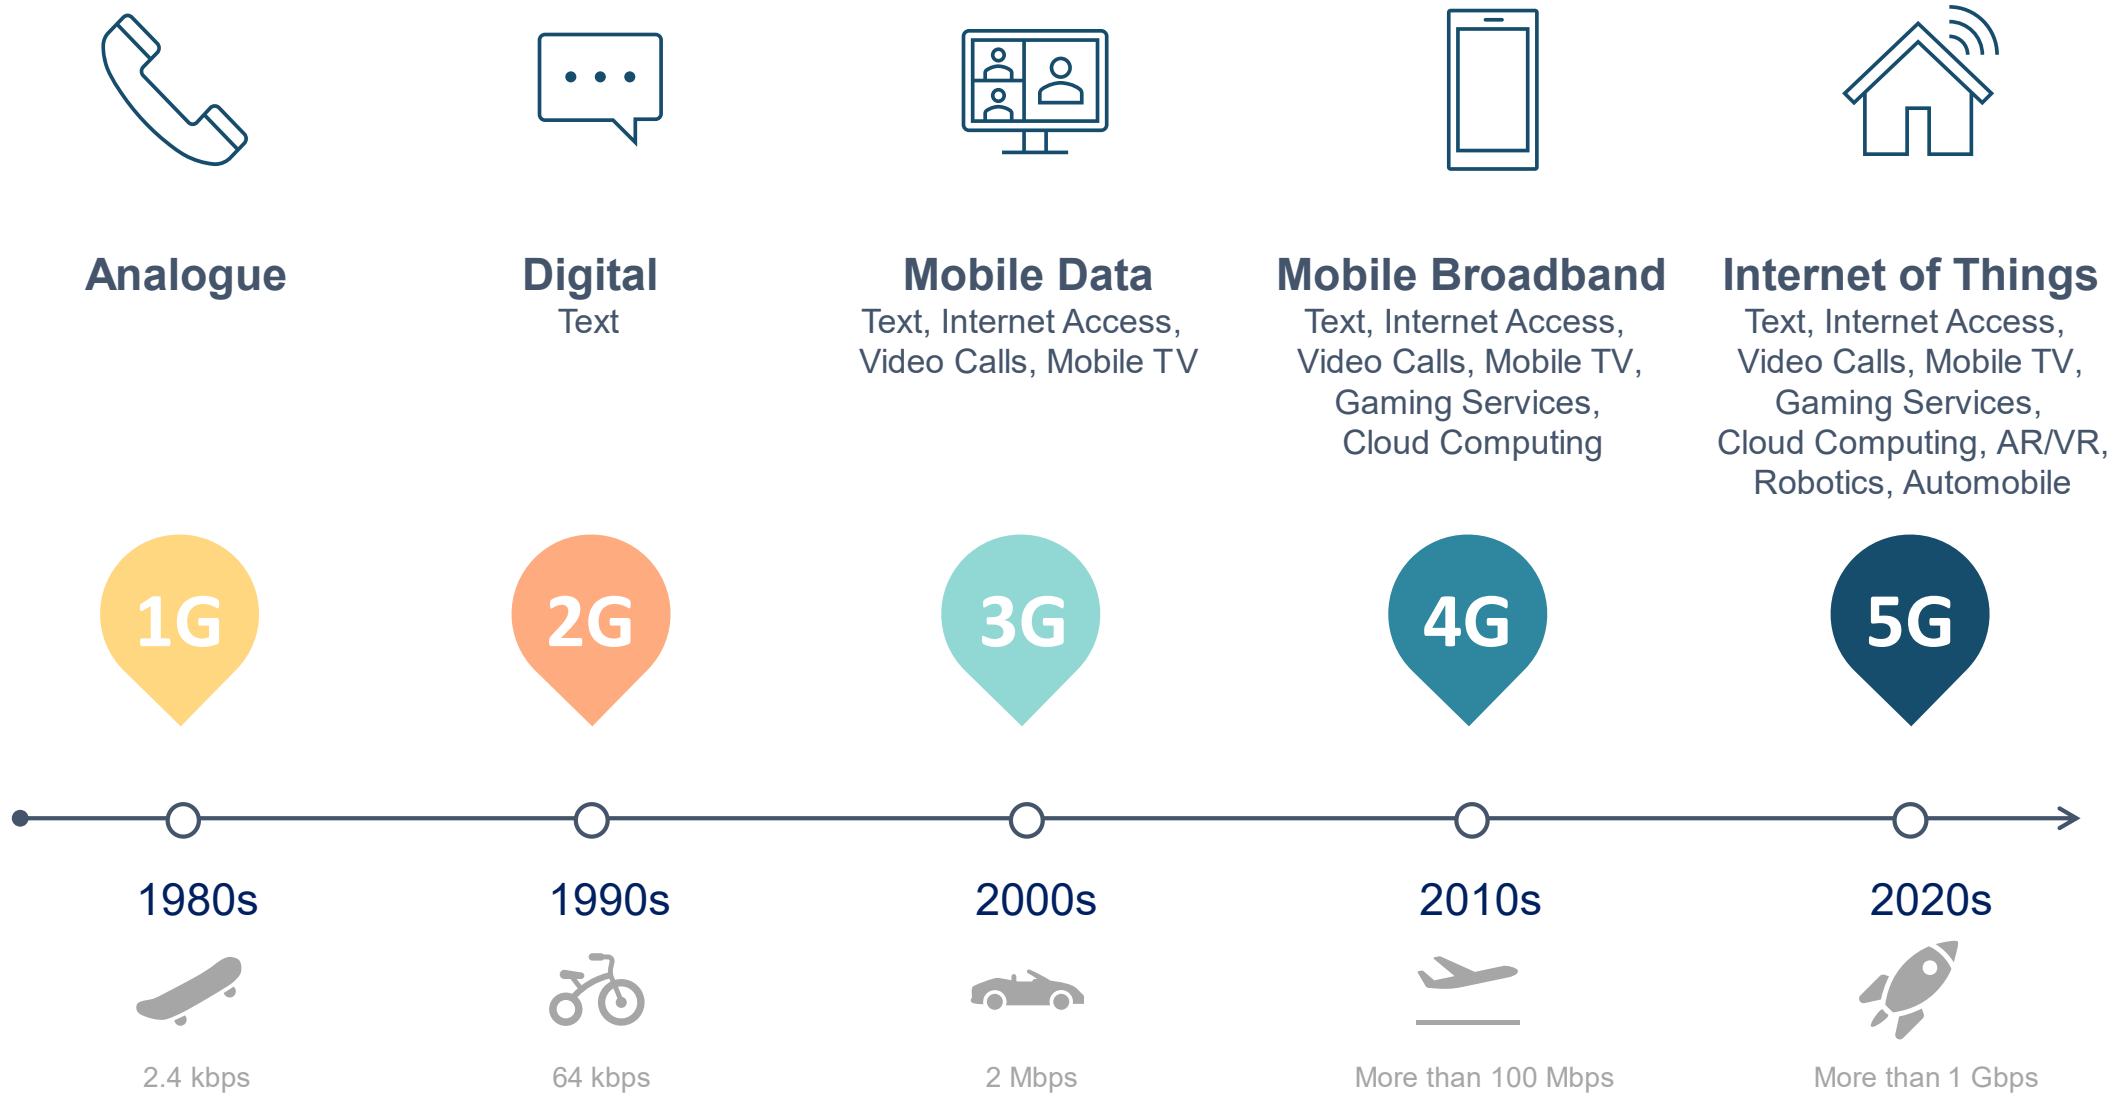 Analogue
Digital
Text
Mobile Data
Text, Internet Access,
Video Calls, Mobile TV
Mobile Broadband
Text, Internet Access,
Video Calls, Mobile TV,
Gaming Services,
Cloud Computing
Internet of Things
Text, Internet Access,
Video Calls, Mobile TV,
Gaming Services,
Cloud Computing, AR/VR,
Robotics, Automobile
1G
2G
3G
4G
5G
1980s
1990s
2000s
2010s
2020s
2.4 kbps
64 kbps
2 Mbps
More than 100 Mbps
More than 1 Gbps